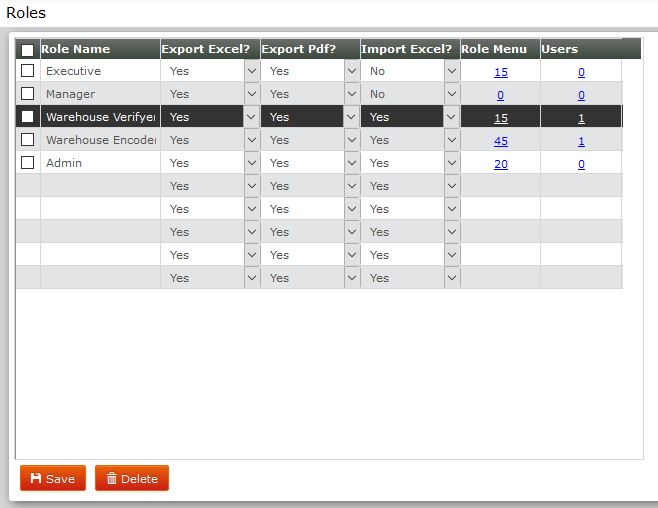 Roles
Role Name Export Excel? Export Pdf? Import Excel? Role Menu Users
Executive Yes Yes No 15 0
Manager Yes Yes No 0 0
Warehouse Verifyer Yes Yes Yes 15 1
Warehouse Encoder Yes Yes Yes 45 1
Admin Yes Yes Yes 20 0
Yes Yes Yes
Yes Yes Yes
Yes Yes Yes
Yes Yes Yes
Yes Yes Yes
Save Delete